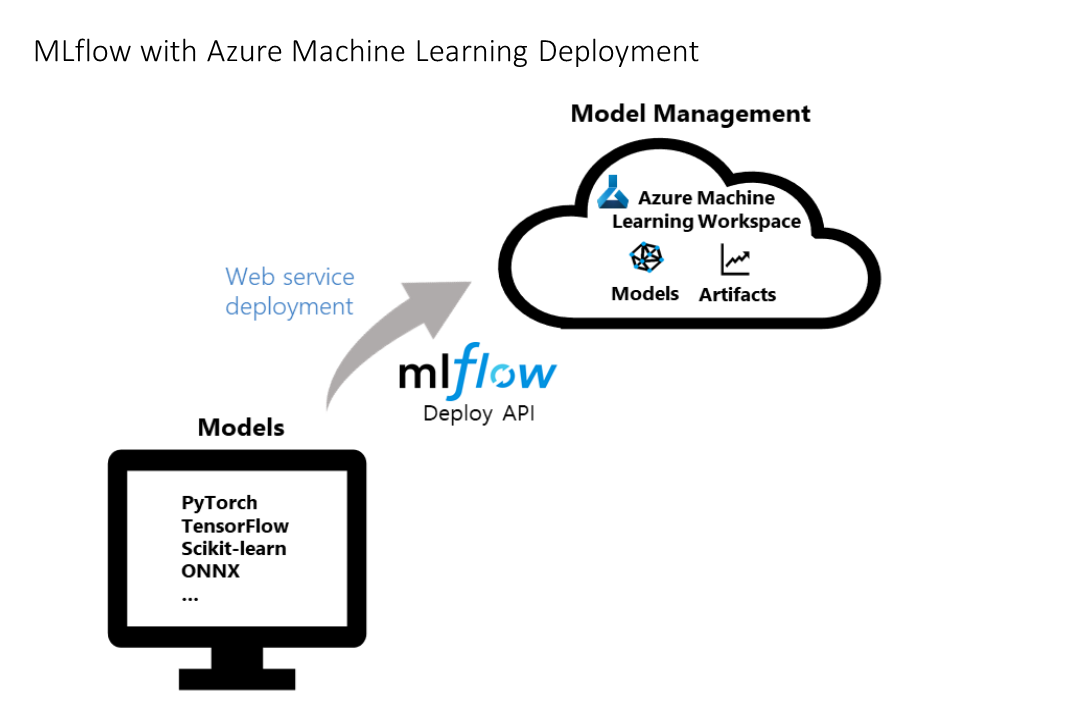 MLflow with Azure Machine Learning Deployment
Model Management
Azure Machine
Learning Workspace
Models
Artifacts
Web service
deployment
mlflow
Deploy API
Models
PyTorch
TensorFlow
Scikit-learn
ONNX
...